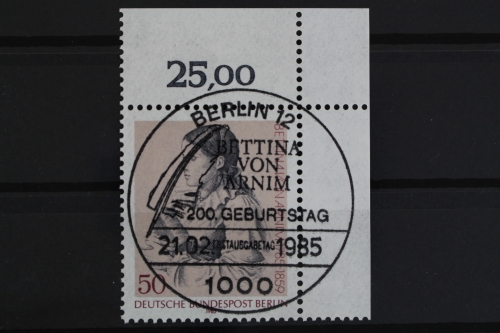 25,00
BERLIN 12
BETTINA
VON
ARNIM
200. GEBURTSTAG
21.02. ERSTAUSGABETAG 1985
50
1000
DEUTSCHE BUNDESPOST BERLIN